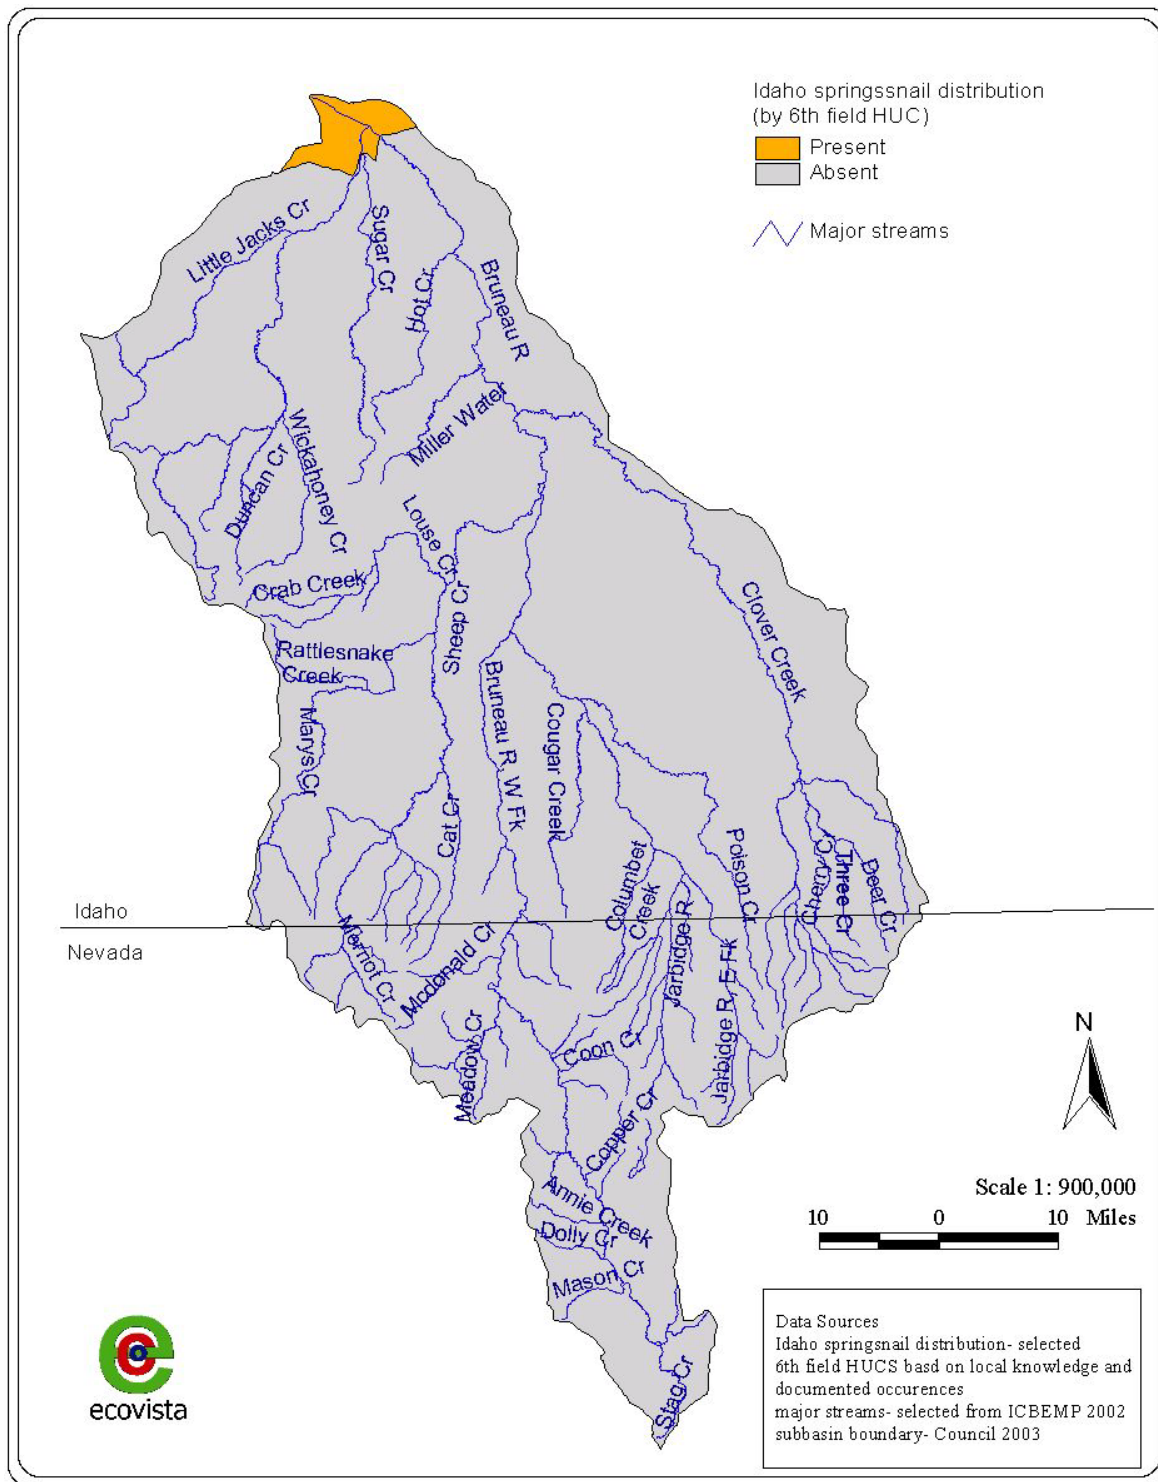 Idaho springssnail distribution
(by 6th field HUC)
Present
Absent
Major streams
Little Jacks Cr
Sugar Cr
Hot Cr
Bruneau R
Miller Water
Wickahoney Cr
Duncan Cr
Louse Cr
Crab Creek
Sheep Cr
Clover Creek
Rattlesnake
Creek
Marys Cr
Bruneau R, W Fk
Cougar Creek
Cat Cr
Poison Cr
Columbet
Creek
Cherry Cr
Three Cr
Deer Cr
Idaho
Nevada
Merriot Cr
Mcdonald Cr
Jarbidge R
Jarbidge R, E Fk
Meadow Cr
Coon Cr
Copper Cr
N
Annie Creek
Dolly Cr
Mason Cr
Stag Cr
Scale 1: 900,000
10 0 10 Miles
Data Sources
Idaho springsnail distribution- selected
6th field HUCS basd on local knowledge and
documented occurences
major streams- selected from ICBEMP 2002
subbasin boundary- Council 2003
ecovista